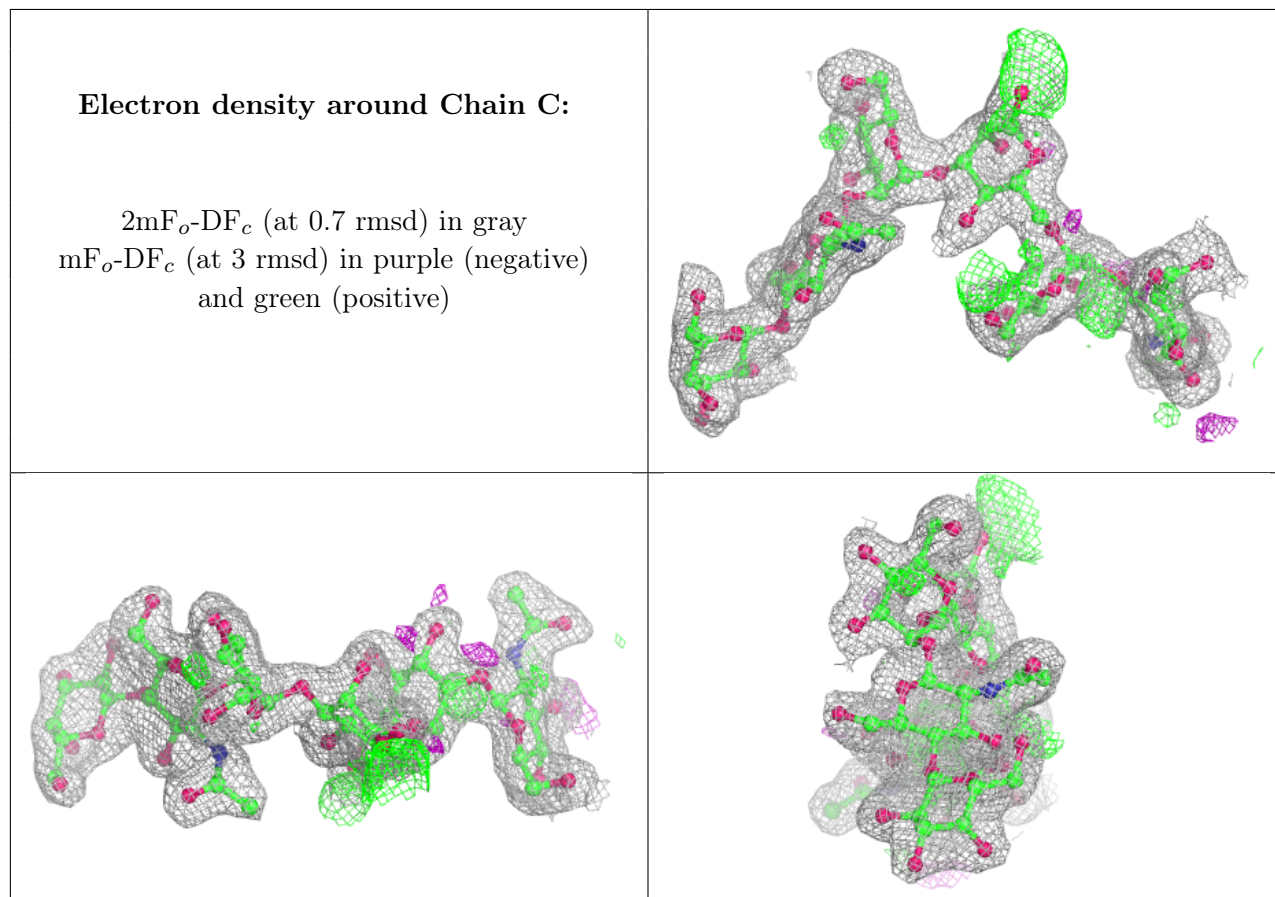 Electron density around Chain C:
2mFo-DFc (at 0.7 rmsd) in gray
mFo-DFc (at 3 rmsd) in purple (negative)
and green (positive)